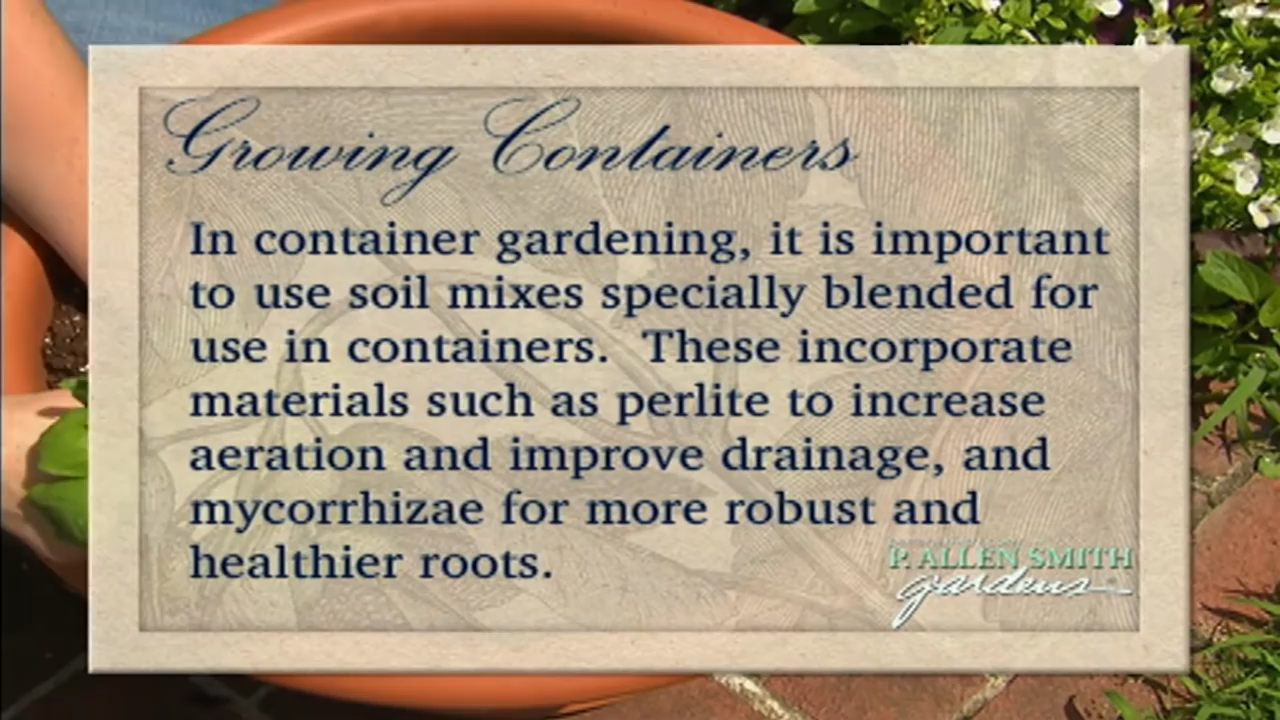 Growing Containers
In container gardening, it is important
to use soil mixes specially blended for
use in containers. These incorporate
materials such as perlite to increase
aeration and improve drainage, and
mycorrhizae for more robust and
healthier roots.
P. ALLEN SMITH
gardens